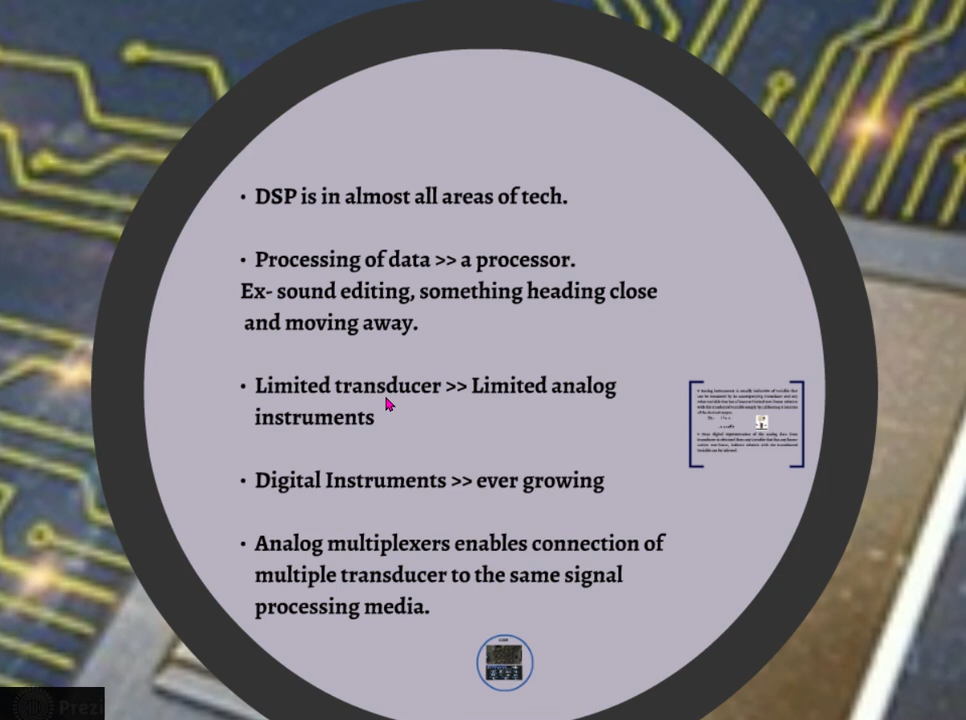 • DSP is in almost all areas of tech.
• Processing of data >> a processor.
Ex- sound editing, something heading close
and moving away.
• Limited transducer >> Limited analog
instruments
• Digital Instruments >> ever growing
• Analog multiplexers enables connection of
multiple transducer to the same signal
processing media.
Prezi